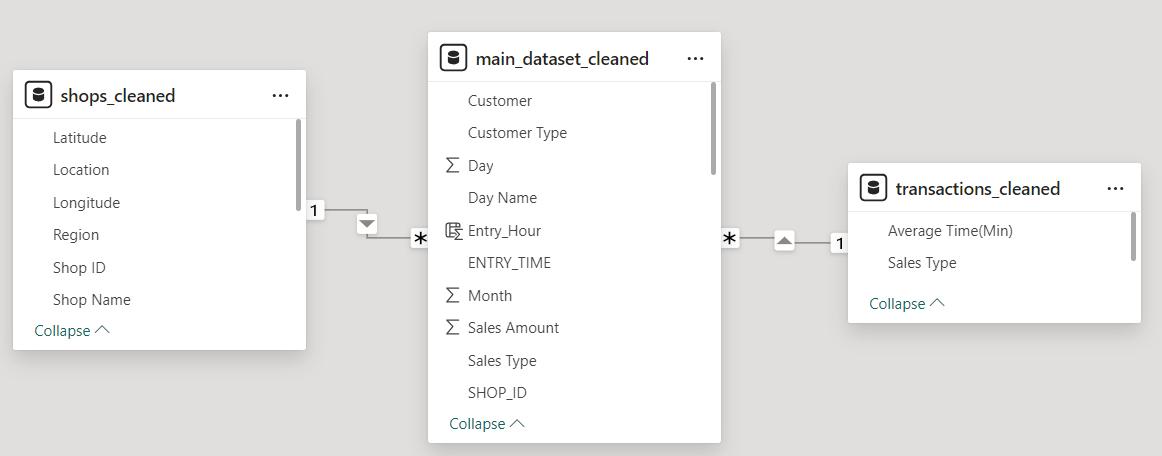 shops_cleaned
Latitude
Location
Longitude
Region
Shop ID
Shop Name
Collapse
1
*
main_dataset_cleaned
Customer
Customer Type
Day
Day Name
Entry_Hour
ENTRY_TIME
Month
Sales Amount
Sales Type
SHOP_ID
Collapse
*
1
transactions_cleaned
Average Time(Min)
Sales Type
Collapse